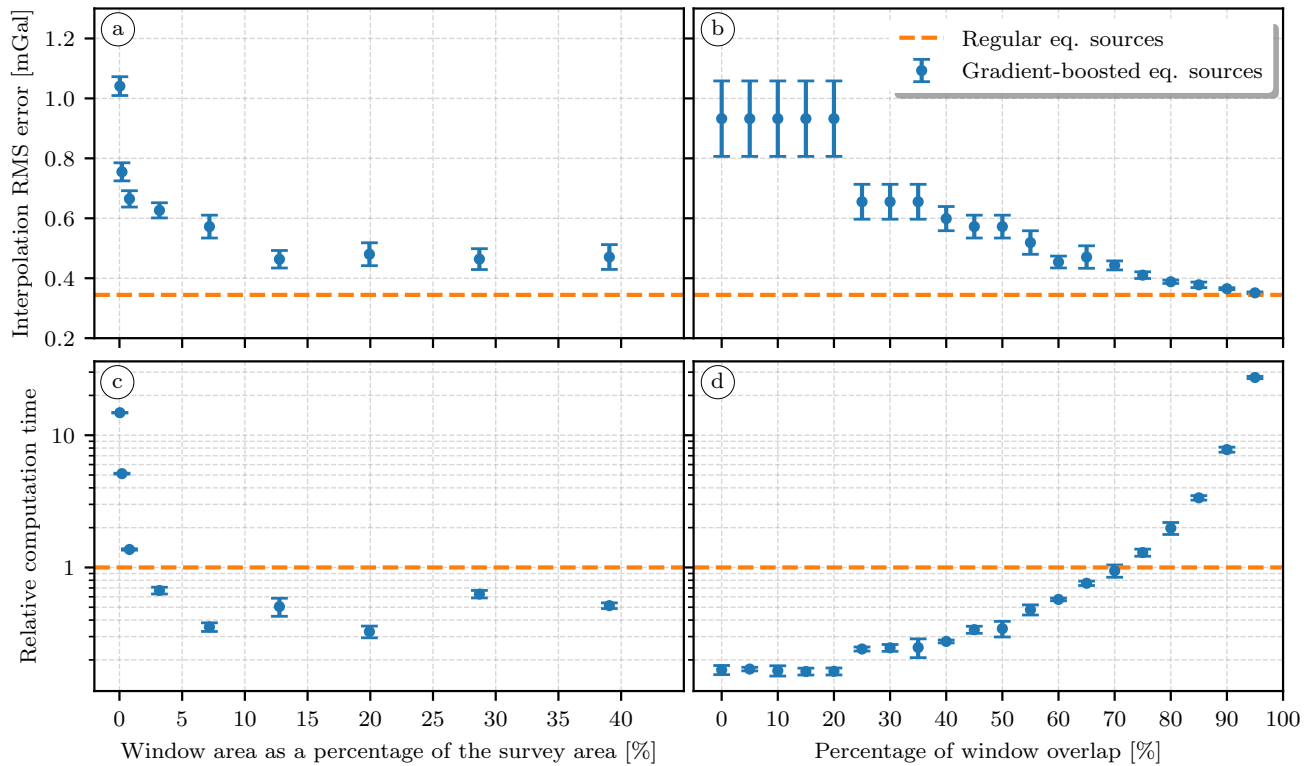 a
b
Interpolation RMS error [mGal]
1.2
1.0
0.8
0.6
0.4
0.2
Regular eq. sources
Gradient-boosted eq. sources
c
d
Relative computation time
10
1
0 5 10 15 20 25 30 35 40
0 10 20 30 40 50 60 70 80 90 100
Window area as a percentage of the survey area [%]
Percentage of window overlap [%]